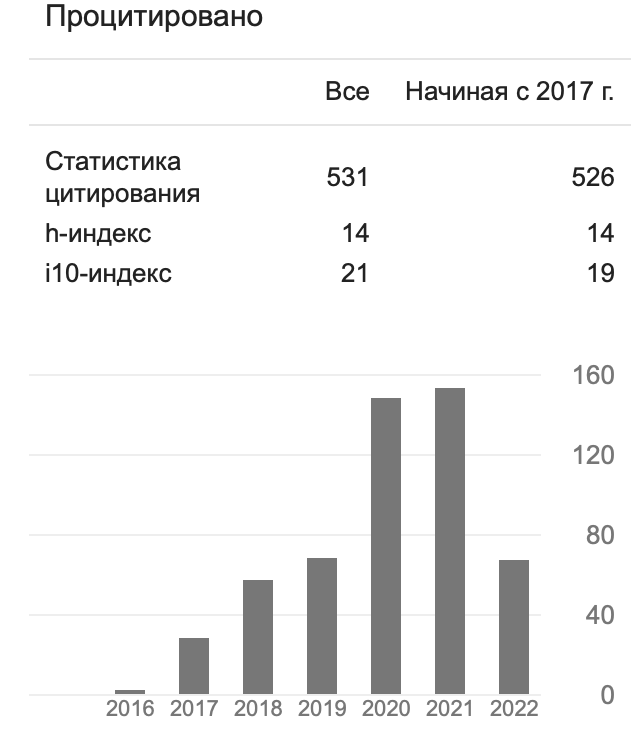 Процитировано
Все Начиная с 2017 г.
Статистика
цитирования 531 526
h-индекс 14 14
i10-индекс 21 19
160
120
80
40
0
2016 2017 2018 2019 2020 2021 2022